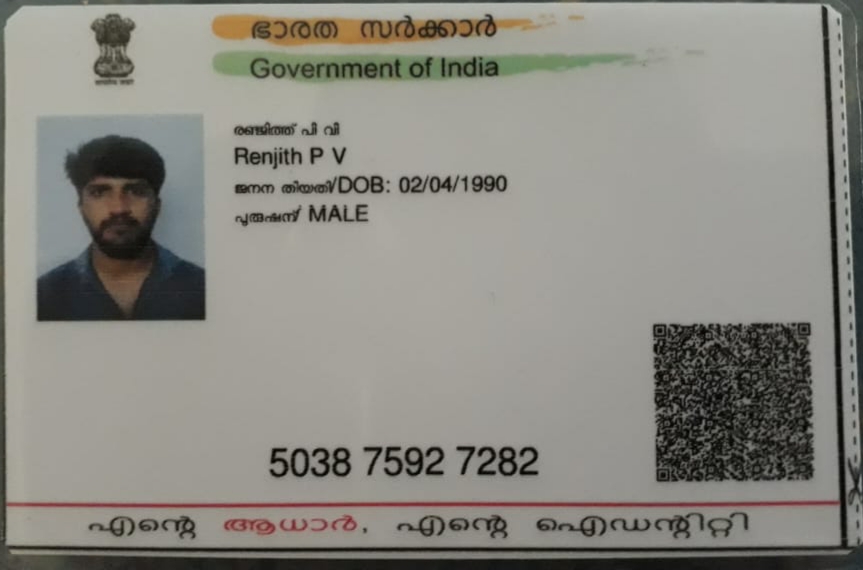 ഭാരത സർക്കാർ
Government of India
രഞ്ജിത്ത് പി വി
Renjith P V
ജനന തിയതി/DOB: 02/04/1990
പുരുഷന്‍/ MALE
5038 7592 7282
എന്റെ ആധാർ, എന്റെ ഐഡന്റിറ്റി